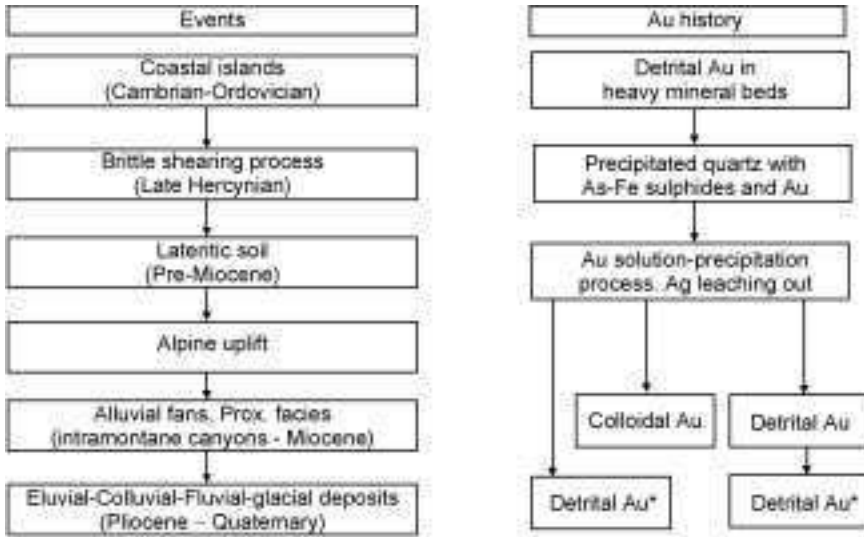 Events
Coastal islands
(Cambrian-Ordovician)
Brittle shearing process
(Late Hercynian)
Lateritic soil
(Pre-Miocene)
Alpine uplift
Alluvial fans, Prox. facies
(intramontane canyons - Miocene)
Eluvial-Colluvial-Fluvial-glacial deposits
(Pliocene – Quaternary)
Au history
Detrital Au in
heavy mineral beds
Precipitated quartz with
As-Fe sulphides and Au
Au solution-precipitation
process. Ag leaching out
Colloidal Au
Detrital Au
Detrital Au*
Detrital Au*